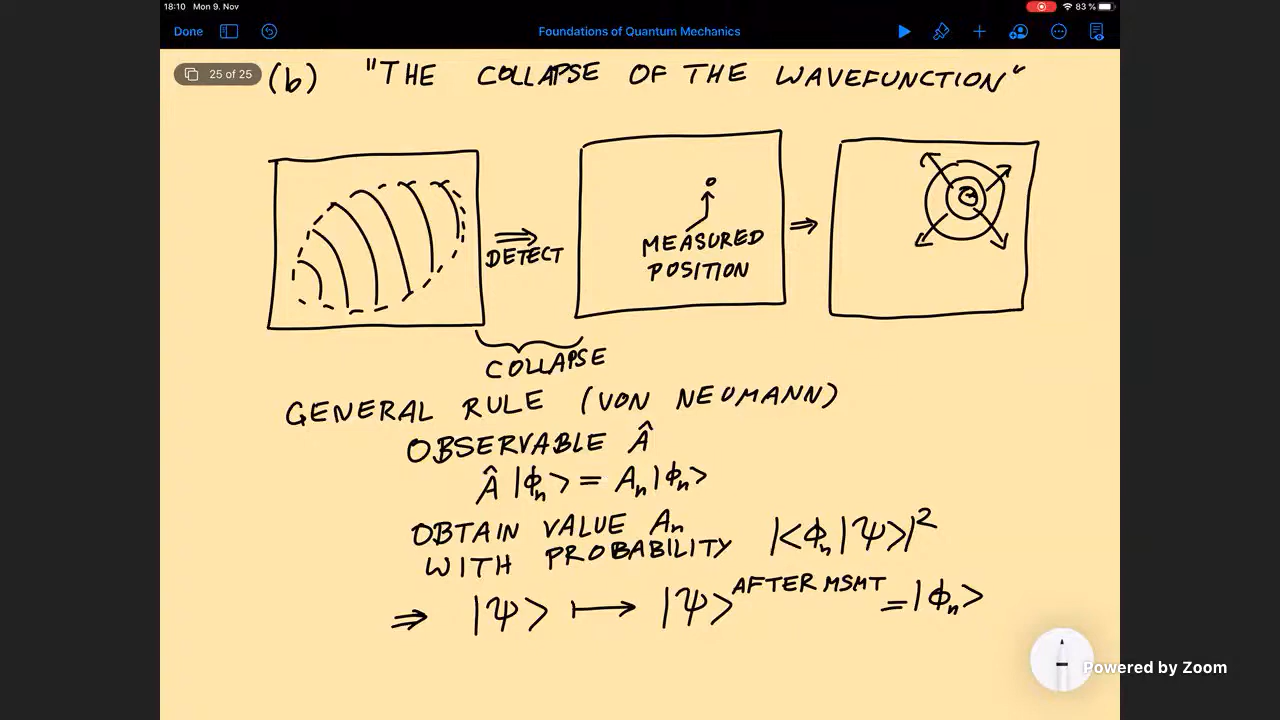 18:10 Mon 9. Nov
83 %
Done
Foundations of Quantum Mechanics
25 of 25
(b) "THE COLLAPSE OF THE WAVEFUNCTION"
DETECT
MEASURED
POSITION
COLLAPSE
GENERAL RULE (VON NEUMANN)
OBSERVABLE Â
Â |ϕₙ> = Aₙ|ϕₙ>
OBTAIN VALUE Aₙ
WITH PROBABILITY |<ϕₙ|Ψ>|²
⇒ |Ψ> ↦ |Ψ> AFTER MSMT = |ϕₙ>
Powered by Zoom